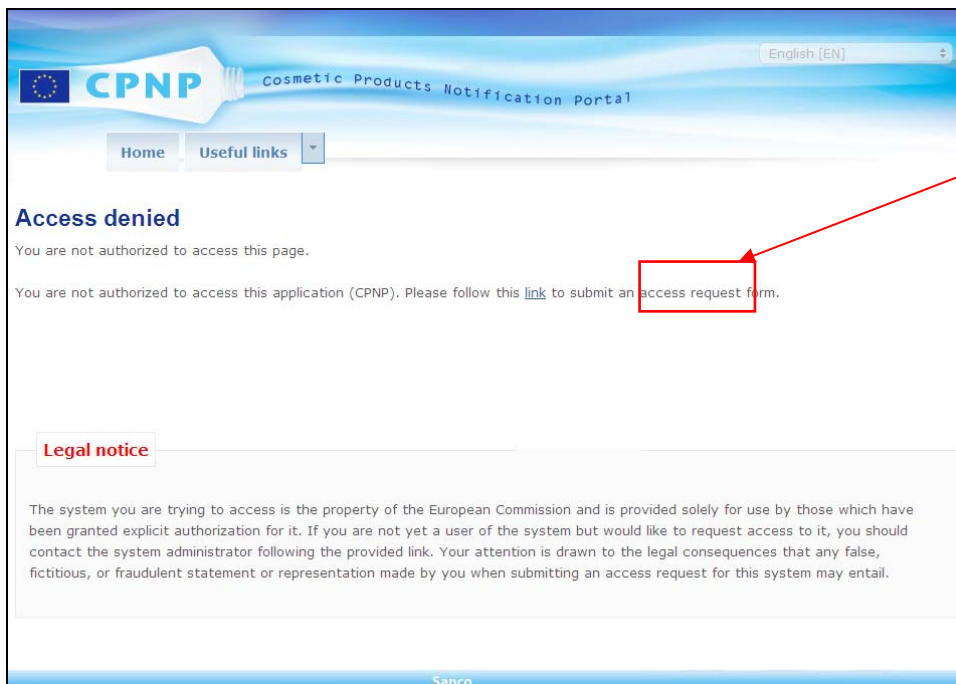 English [EN]
CPNP Cosmetic Products Notification Portal
Home Useful links
Access denied
You are not authorized to access this page.
You are not authorized to access this application (CPNP). Please follow this link to submit an access request form.
Legal notice
The system you are trying to access is the property of the European Commission and is provided solely for use by those which have
been granted explicit authorization for it. If you are not yet a user of the system but would like to request access to it, you should
contact the system administrator following the provided link. Your attention is drawn to the legal consequences that any false,
fictitious, or fraudulent statement or representation made by you when submitting an access request for this system may entail.
Sanco